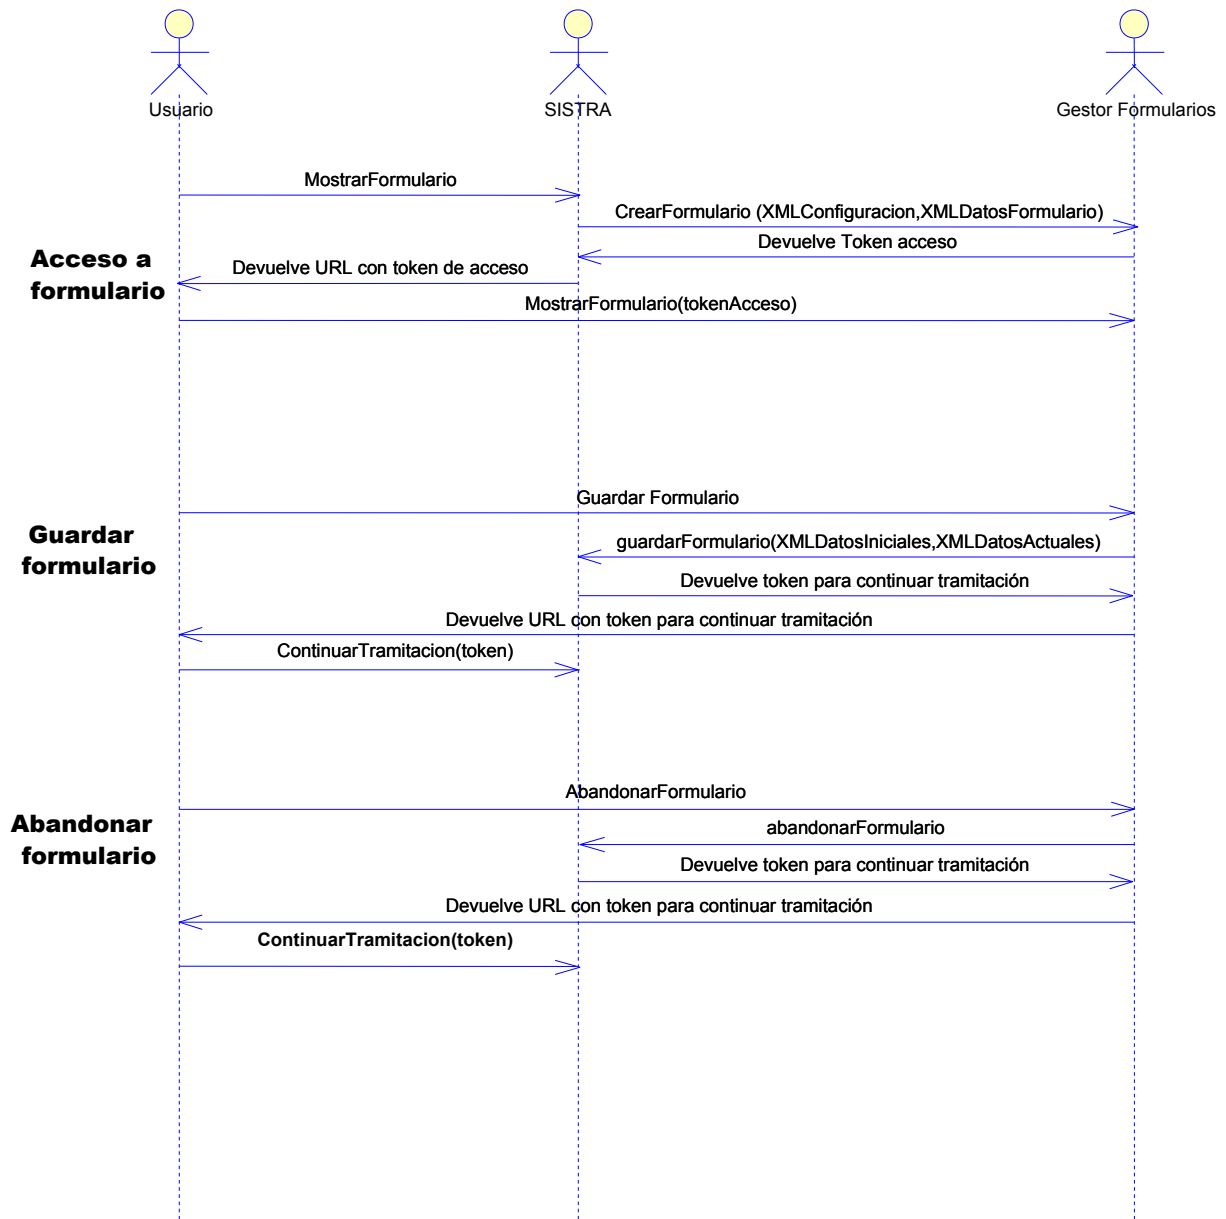 Usuario
SISTRA
Gestor Formularios
MostrarFormulario
CrearFormulario (XMLConfiguracion,XMLDatosFormulario)
Devuelve Token acceso
Acceso a
formulario
Devuelve URL con token de acceso
MostrarFormulario(tokenAcceso)
Guardar Formulario
Guardar
formulario
guardarFormulario(XMLDatosIniciales,XMLDatosActuales)
Devuelve token para continuar tramitación
Devuelve URL con token para continuar tramitación
ContinuarTramitacion(token)
AbandonarFormulario
Abandonar
formulario
abandonarFormulario
Devuelve token para continuar tramitación
Devuelve URL con token para continuar tramitación
ContinuarTramitacion(token)